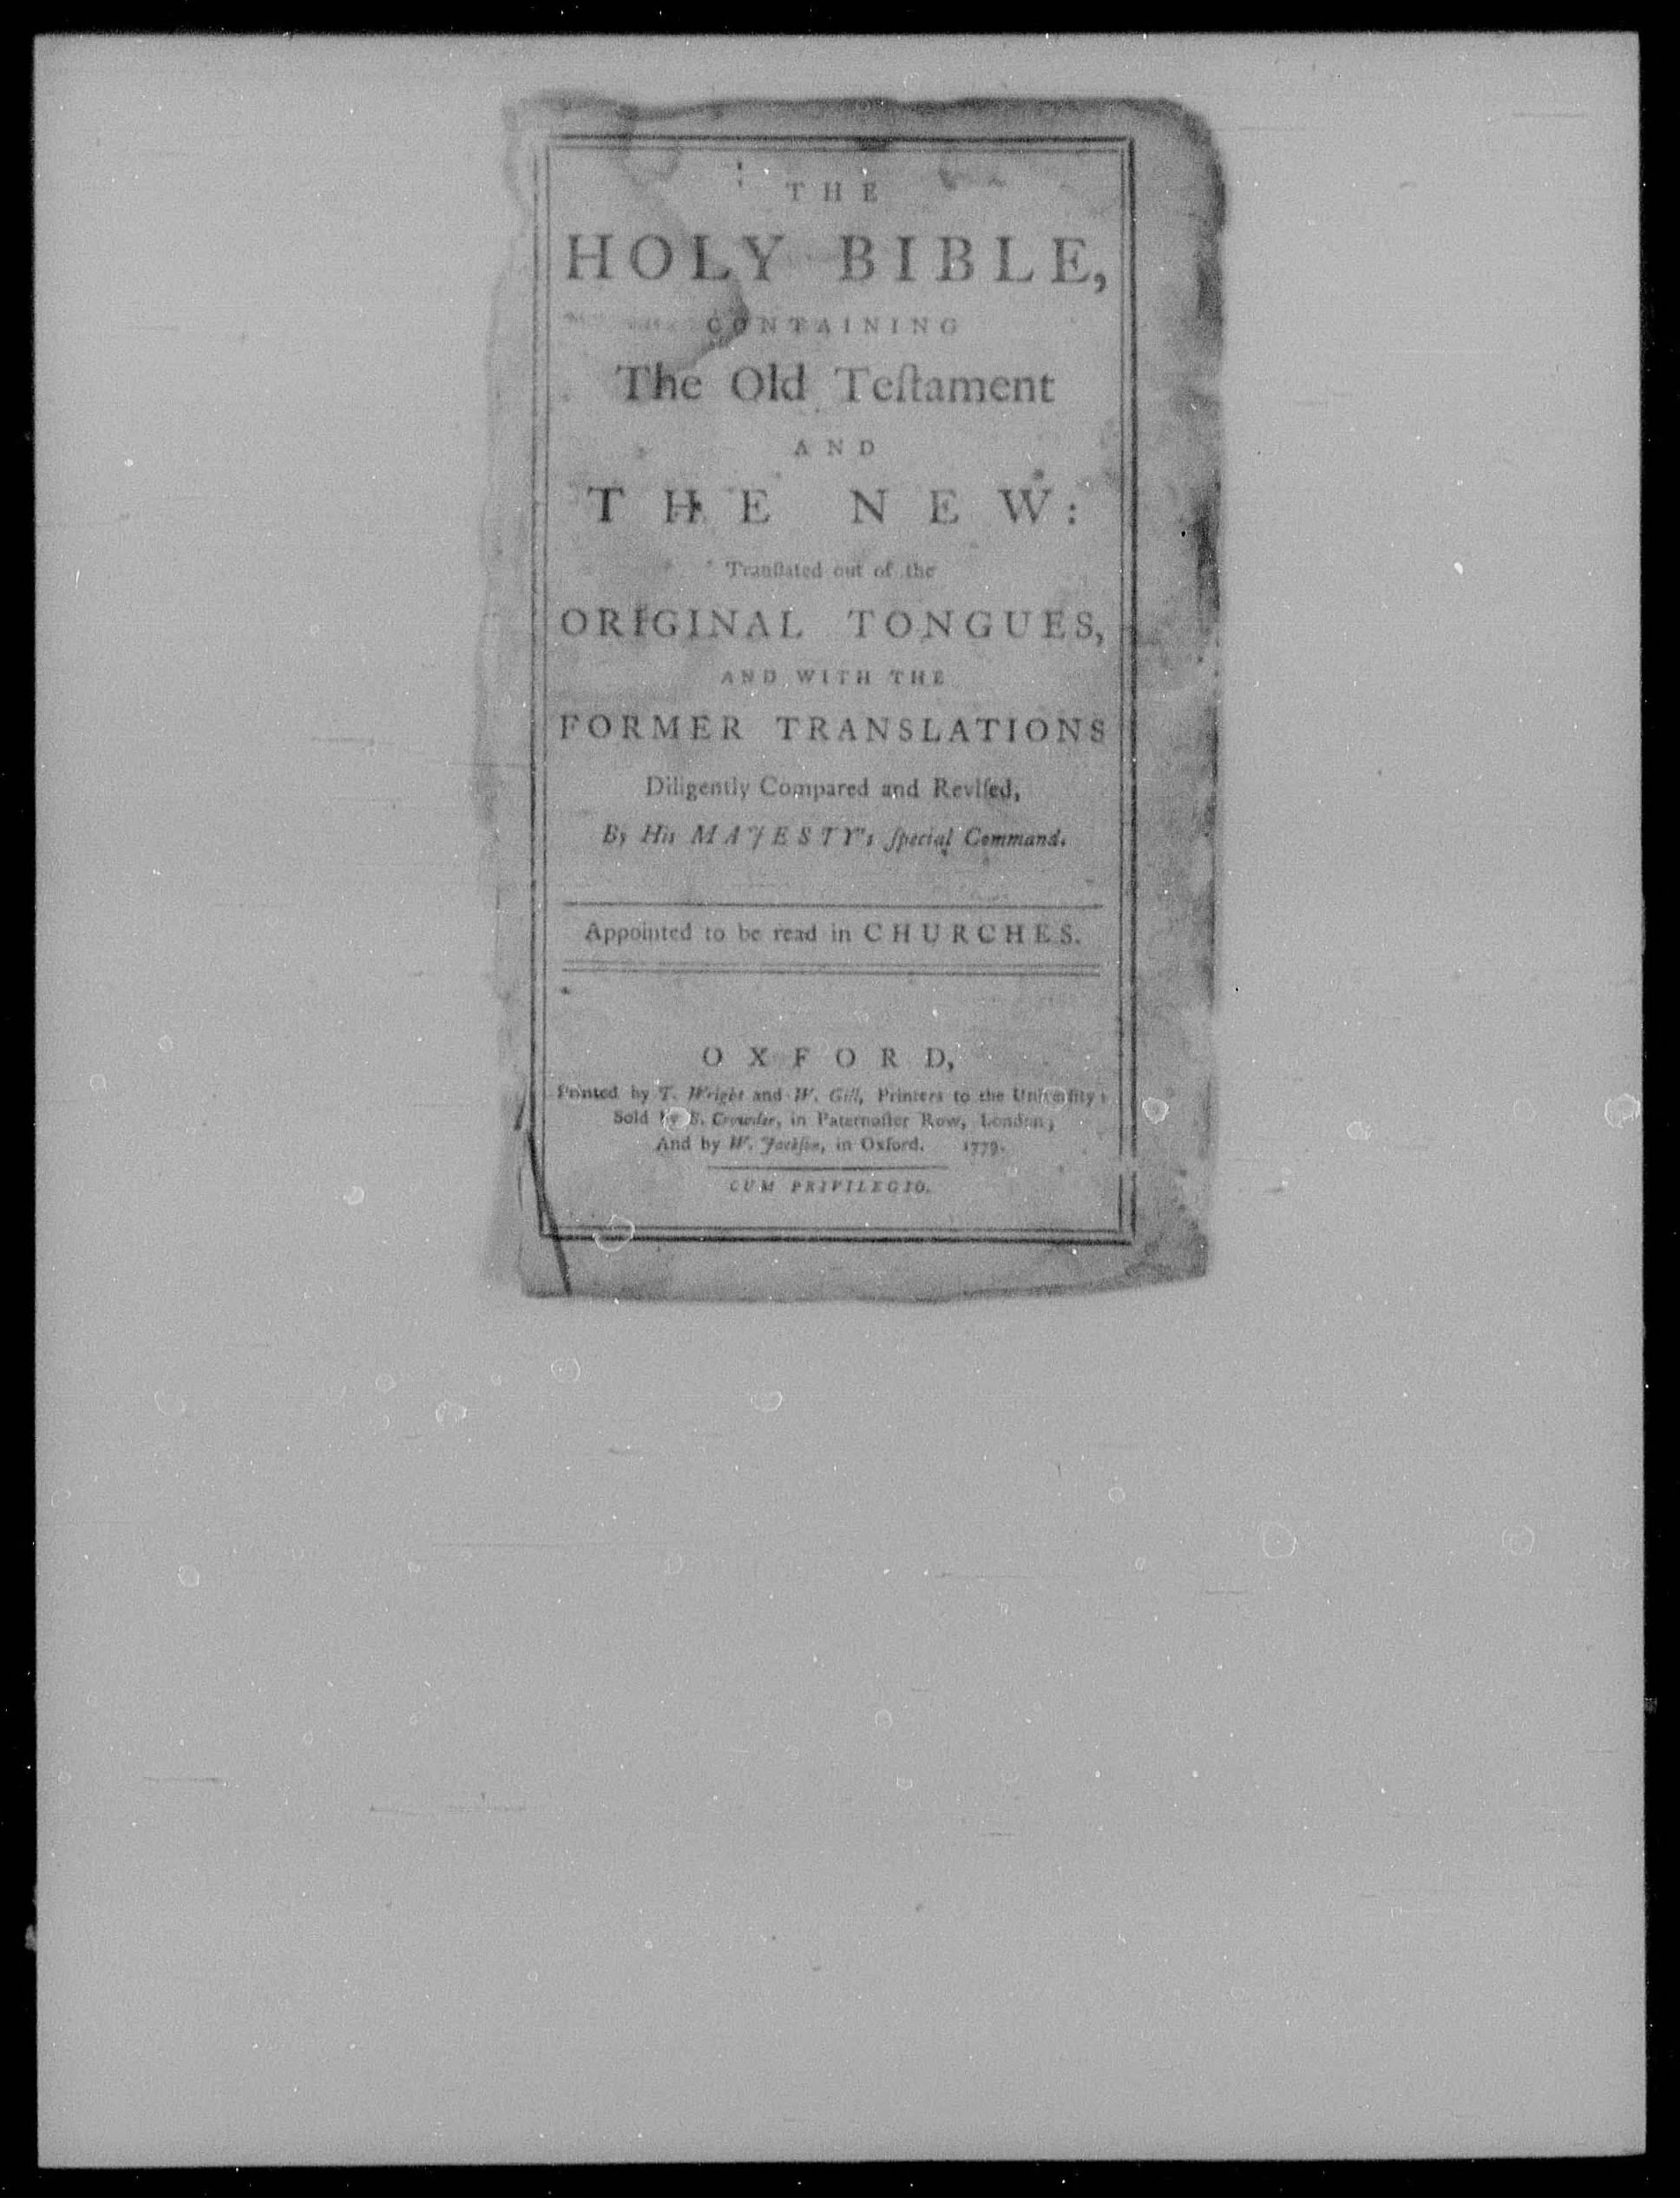 THE
HOLY BIBLE,
CONTAINING
The Old Teſtament
AND
THE NEW:
Tranſlated out of the
ORIGINAL TONGUES,
AND WITH THE
FORMER TRANSLATIONS
Diligently Compared and Reviſed,
By His MAJESTY's ſpecial Command.
Appointed to be read in CHURCHES.
OXFORD,
Printed by T. Wright and W. Gill, Printers to the Univerſity:
Sold by S. Crowder, in Paternoſter Row, London;
And by W. Jackſon, in Oxford. 1779.
CUM PRIVILEGIO.